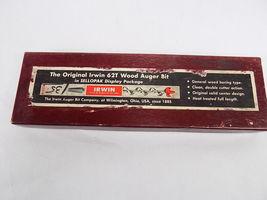 The Original Irwin 62T Wood Auger Bit
in SELLOPAK Display Package
35
IRWIN
The Irwin Auger Bit Company, at Wilmington, Ohio, USA, since 1885
• General wood boring type.
• Clean, double cutter action.
• Original solid center design.
• Heat treated full length.